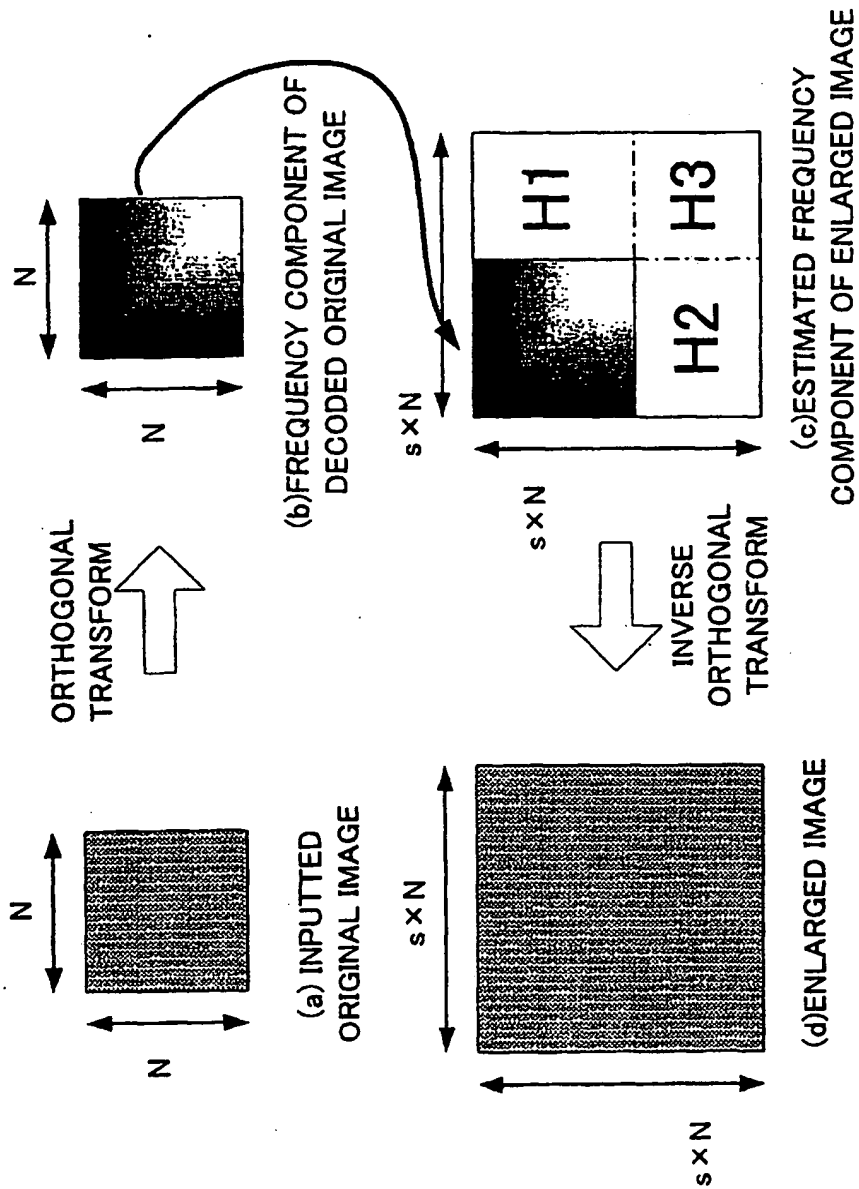 N
N
(a) INPUTTED
ORIGINAL IMAGE
ORTHOGONAL
TRANSFORM
N
N
(b)FREQUENCY COMPONENT OF
DECODED ORIGINAL IMAGE
s×N
s×N
H1
H2
H3
(c)ESTIMATED FREQUENCY
COMPONENT OF ENLARGED IMAGE
INVERSE
ORTHOGONAL
TRANSFORM
s×N
s×N
(d)ENLARGED IMAGE